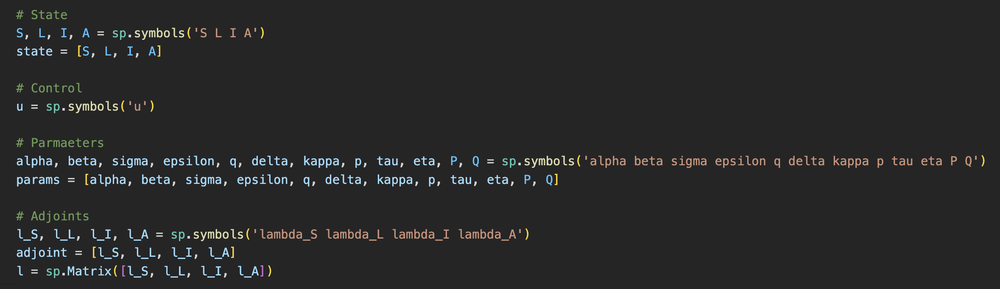 # State
S, L, I, A = sp.symbols('S L I A')
state = [S, L, I, A]
# Control
u = sp.symbols('u')
# Parmaeters
alpha, beta, sigma, epsilon, q, delta, kappa, p, tau, eta, P, Q = sp.symbols('alpha beta sigma epsilon q delta kappa p tau eta P Q')
params = [alpha, beta, sigma, epsilon, q, delta, kappa, p, tau, eta, P, Q]
# Adjoints
l_S, l_L, l_I, l_A = sp.symbols('lambda_S lambda_L lambda_I lambda_A')
adjoint = [l_S, l_L, l_I, l_A]
l = sp.Matrix([l_S, l_L, l_I, l_A])